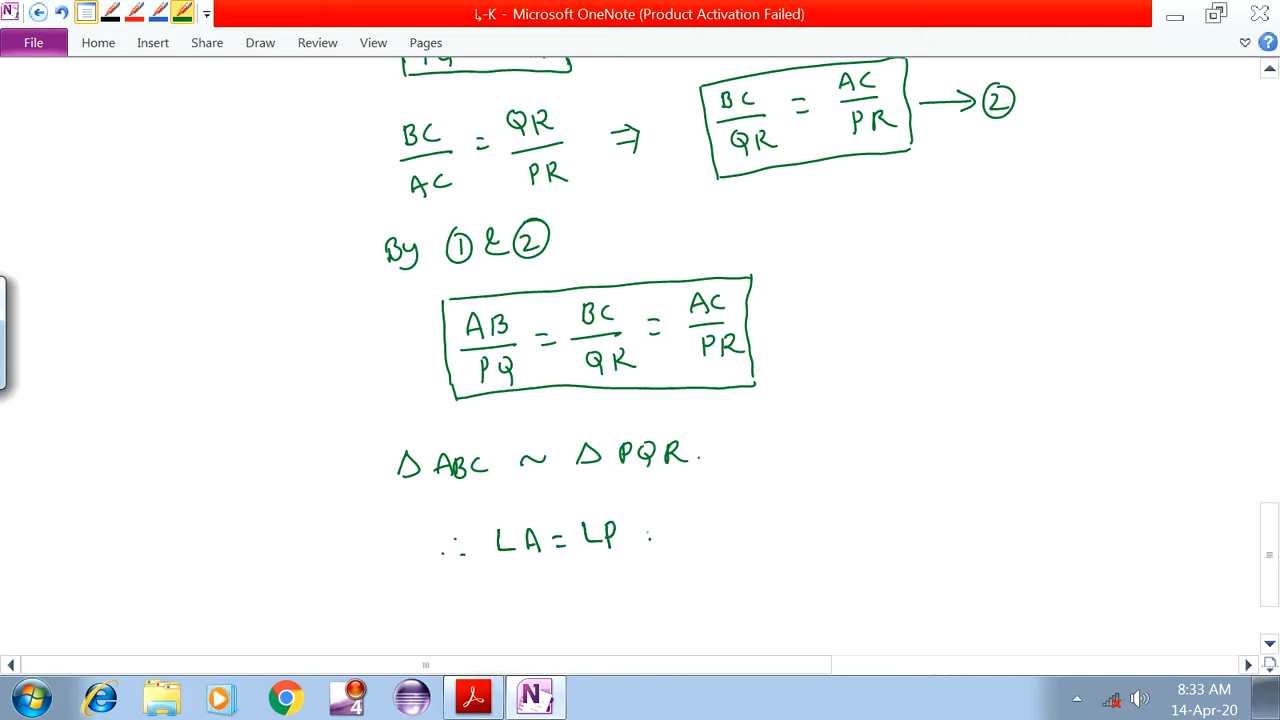 L-K - Microsoft OneNote (Product Activation Failed)
File Home Insert Share Draw Review View Pages
BC/AC = QR/PR ⇒ BC/QR = AC/PR → ②
By ① & ②
AB/PQ = BC/QR = AC/PR
Δ ABC ~ Δ PQR.
∴ ∠A = ∠P
4
8:33 AM
14-Apr-20